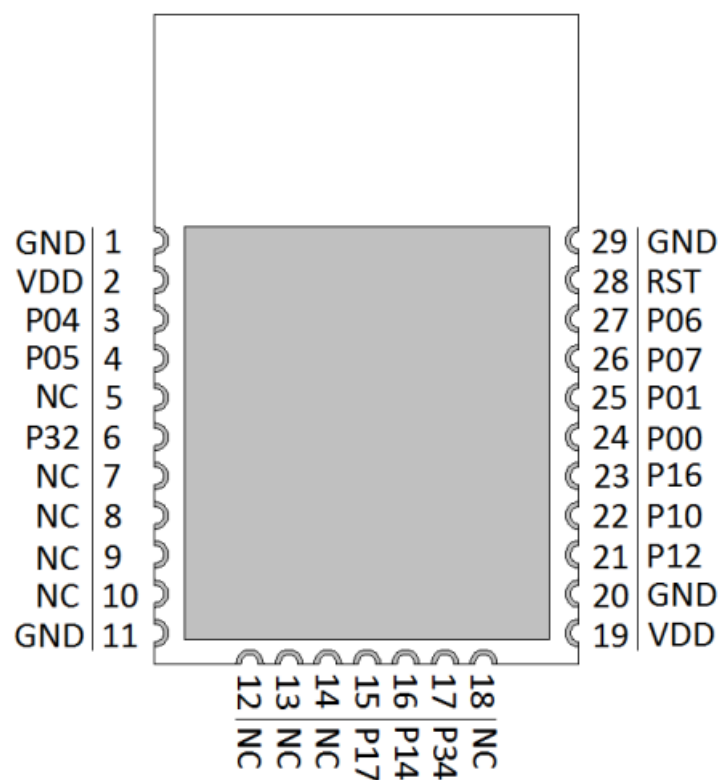 GND 1
VDD 2
P04 3
P05 4
NC 5
P32 6
NC 7
NC 8
NC 9
NC 10
GND 11
12 NC
13 NC
14 NC
15 P17
16 P14
17 P34
18 NC
29 GND
28 RST
27 P06
26 P07
25 P01
24 P00
23 P16
22 P10
21 P12
20 GND
19 VDD